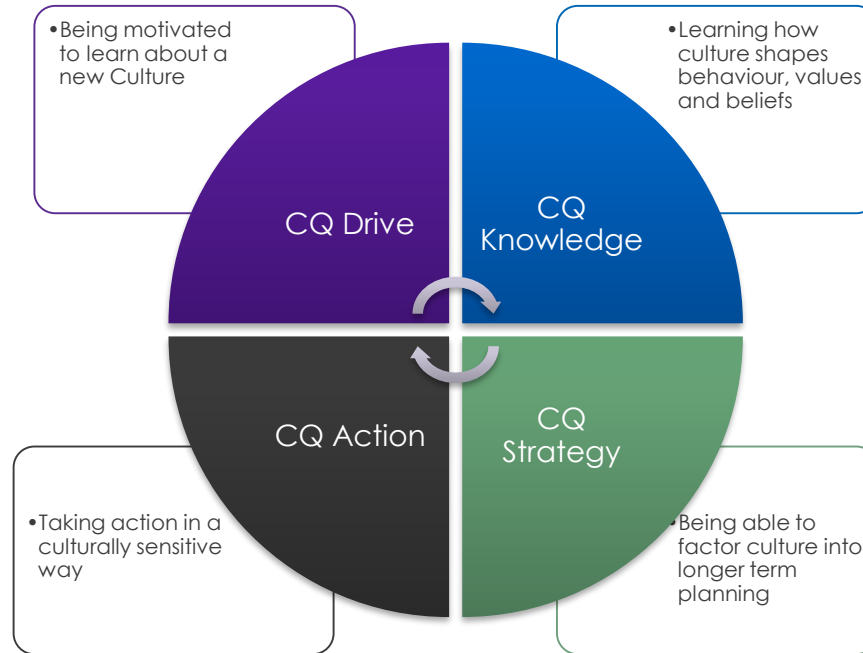 •Being motivated
to learn about a
new Culture
•Learning how
culture shapes
behaviour, values
and beliefs
CQ Drive
CQ
Knowledge
CQ Action
CQ
Strategy
•Taking action in a
culturally sensitive
way
•Being able to
factor culture into
longer term
planning